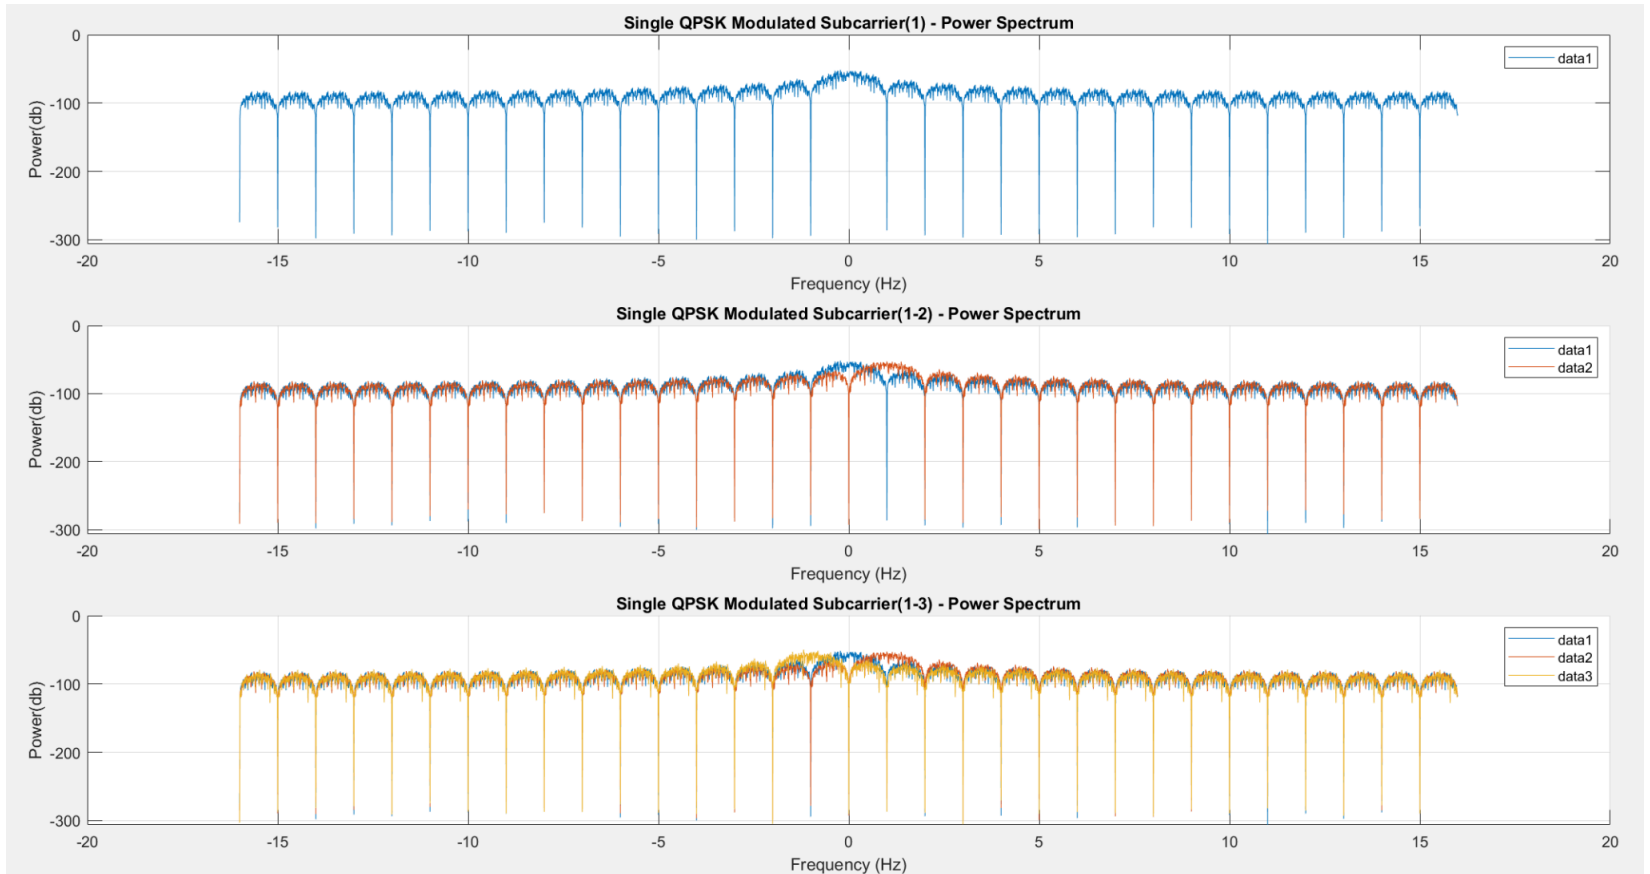 Single QPSK Modulated Subcarrier(1) - Power Spectrum
0
-100
-200
-300
Power(db)
data1
-20 -15 -10 -5 0 5 10 15 20
Frequency (Hz)
Single QPSK Modulated Subcarrier(1-2) - Power Spectrum
0
-100
-200
-300
Power(db)
data1
data2
-20 -15 -10 -5 0 5 10 15 20
Frequency (Hz)
Single QPSK Modulated Subcarrier(1-3) - Power Spectrum
0
-100
-200
-300
Power(db)
data1
data2
data3
-20 -15 -10 -5 0 5 10 15 20
Frequency (Hz)